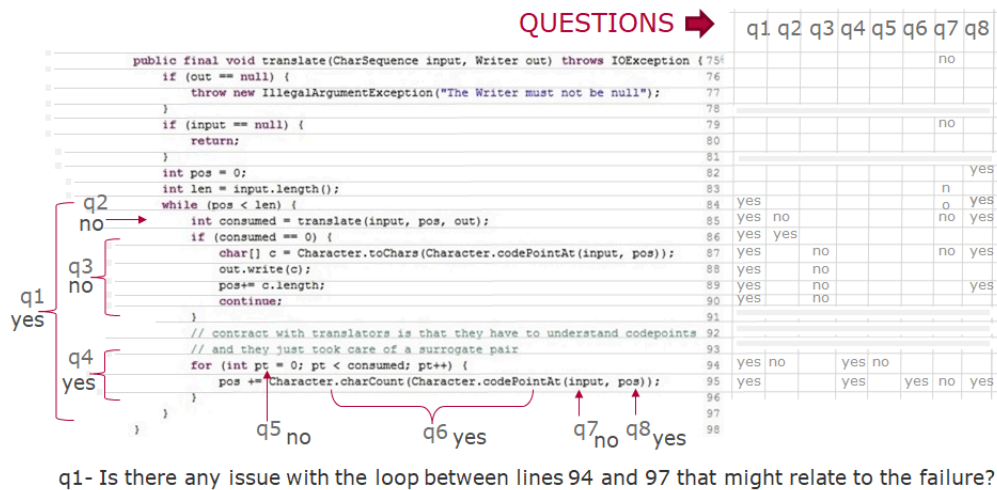 QUESTIONS
q1 q2 q3 q4 q5 q6 q7 q8
public final void translate(CharSequence input, Writer out) throws IOException { 75 no
if (out == null) { 76
throw new IllegalArgumentException("The Writer must not be null"); 77
} 78
if (input == null) { 79 no
return; 80
} 81
int pos = 0; 82 yes
int len = input.length(); 83 no
q2 while (pos < len) { 84 yes yes
no int consumed = translate(input, pos, out); 85 yes no no yes
if (consumed == 0) { 86 yes yes
q3 char[] c = Character.toChars(Character.codePointAt(input, pos)); 87 yes no no yes
no out.write(c); 88 yes no
q1 pos+= c.length; 89 yes no yes
yes continue; 90 yes no
} 91
// contract with translators is that they have to understand codepoints 92
// and they just took care of a surrogate pair 93
q4 for (int pt = 0; pt < consumed; pt++) { 94 yes no yes no
yes pos += Character.charCount(Character.codePointAt(input, pos)); 95 yes yes yes no yes
} 96
} 97
} 98
q5 no q6 yes q7 no q8 yes
q1- Is there any issue with the loop between lines 94 and 97 that might relate to the failure?